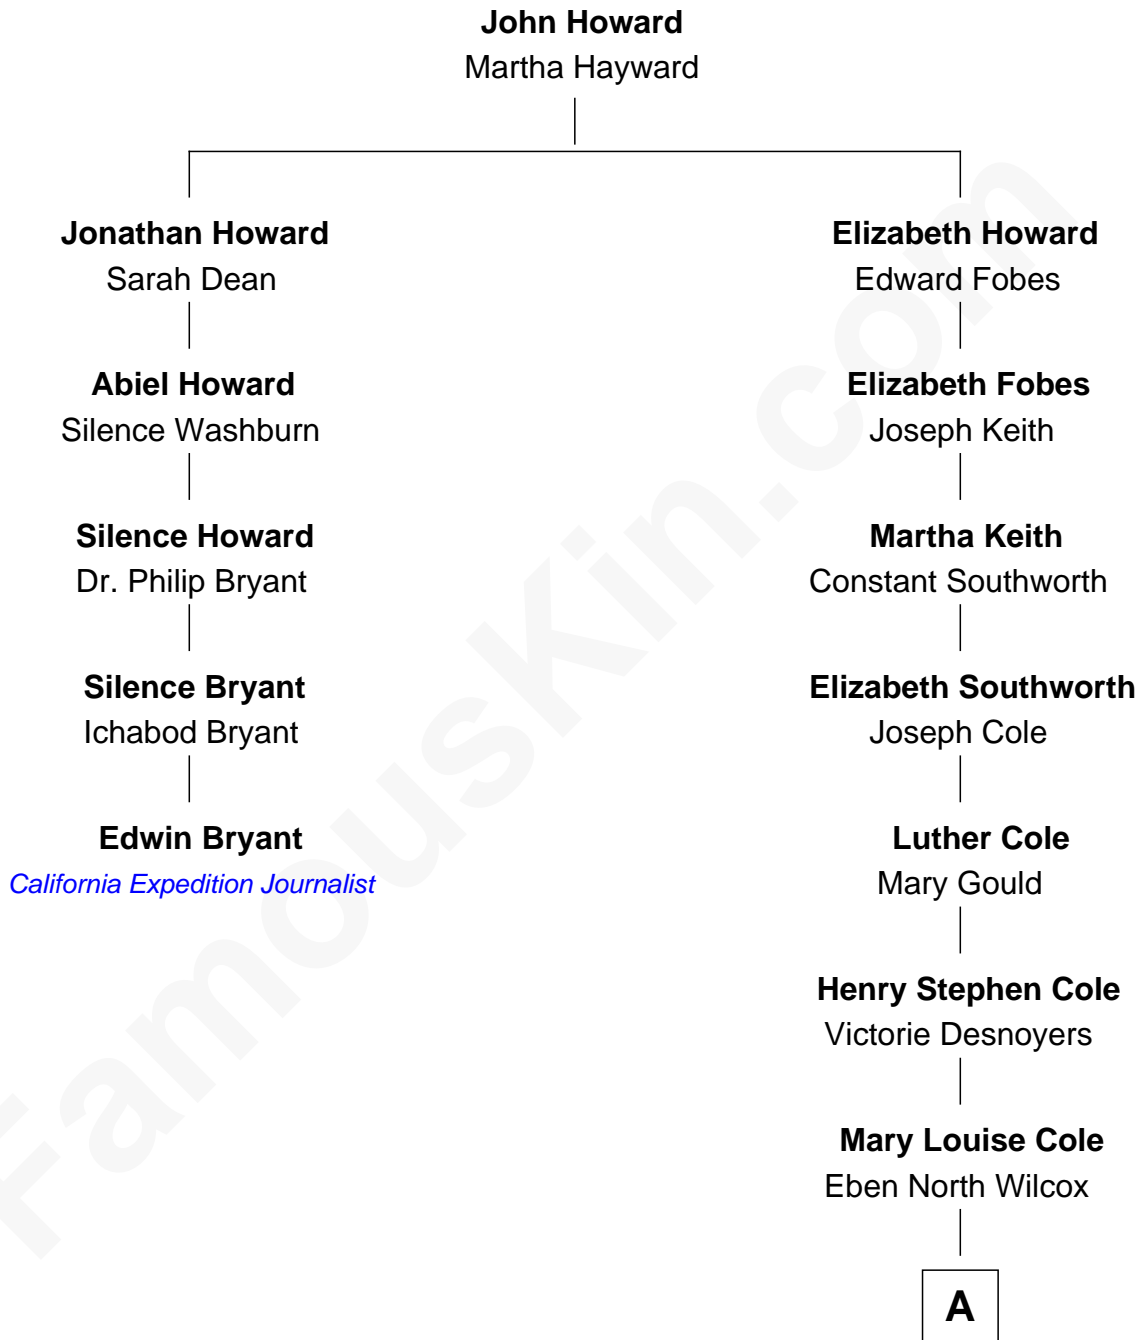 John Howard
Martha Hayward
Jonathan Howard
Sarah Dean
Abiel Howard
Silence Washburn
Silence Howard
Dr. Philip Bryant
Silence Bryant
Ichabod Bryant
Edwin Bryant
California Expedition Journalist
Elizabeth Howard
Edward Fobes
Elizabeth Fobes
Joseph Keith
Martha Keith
Constant Southworth
Elizabeth Southworth
Joseph Cole
Luther Cole
Mary Gould
Henry Stephen Cole
Victorie Desnoyers
Mary Louise Cole
Eben North Wilcox
A
FamousKin.com